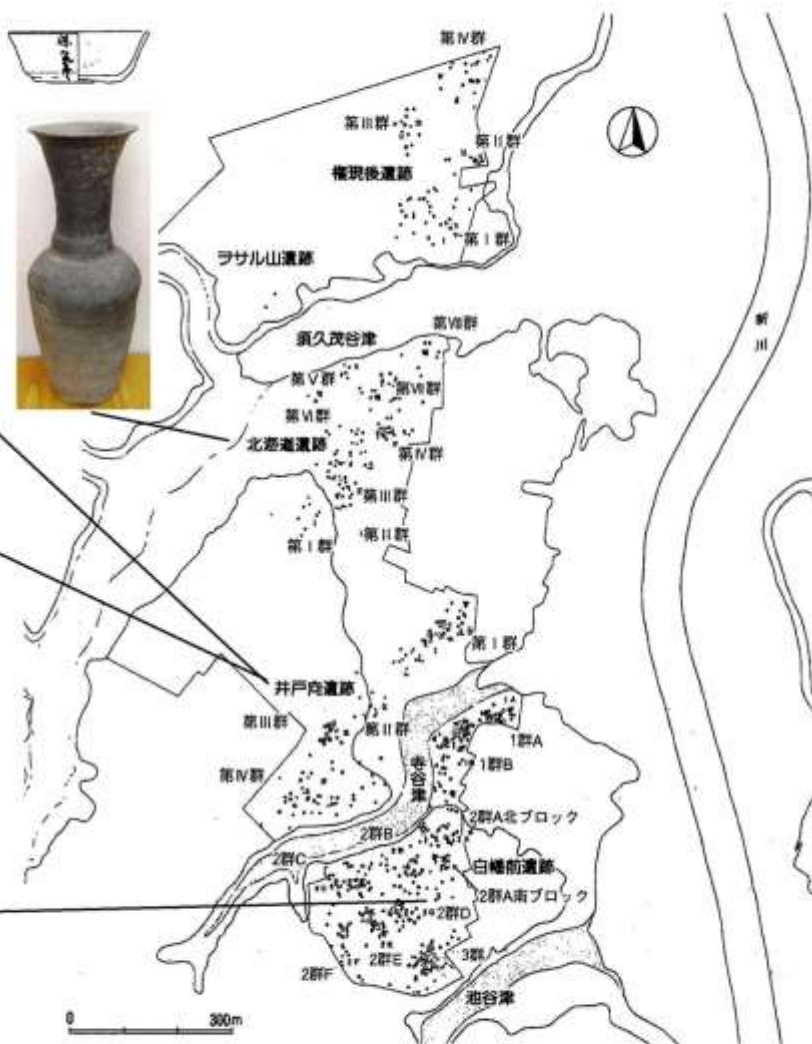 第Ⅳ群
第Ⅲ群
第Ⅱ群
権現後遺跡
第Ⅰ群
ヲサル山遺跡
第Ⅷ群
須久茂谷津
新川
第Ⅴ群
第Ⅶ群
第Ⅵ群
北海道遺跡
第Ⅳ群
第Ⅲ群
第Ⅱ群
第Ⅰ群
第Ⅰ群
井戸向遺跡
第Ⅲ群
第Ⅱ群
1群A
第Ⅳ群
1群B
寺谷津
2群A北ブロック
2群B
2群C
白幡前遺跡
2群A南ブロック
2群D
2群E
3群
2群F
池谷津
0 300m